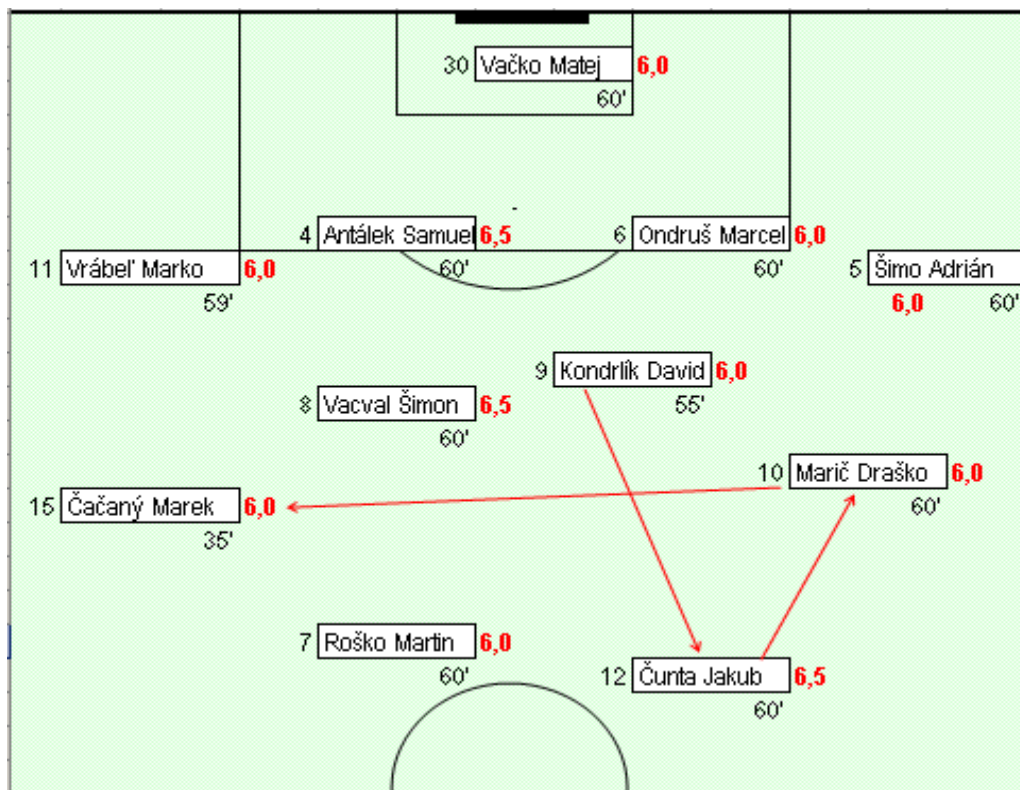 30 Vačko Matej 6,0
60'
4 Antálek Samuel 6,5
60'
6 Ondruš Marcel 6,0
60'
11 Vrábeľ Marko 6,0
59'
5 Šimo Adrián
6,0 60'
9 Kondrlík David 6,0
55'
8 Vacval Šimon 6,5
60'
10 Marič Draško 6,0
60'
15 Čačaný Marek 6,0
35'
7 Roško Martin 6,0
60'
12 Čunta Jakub 6,5
60'